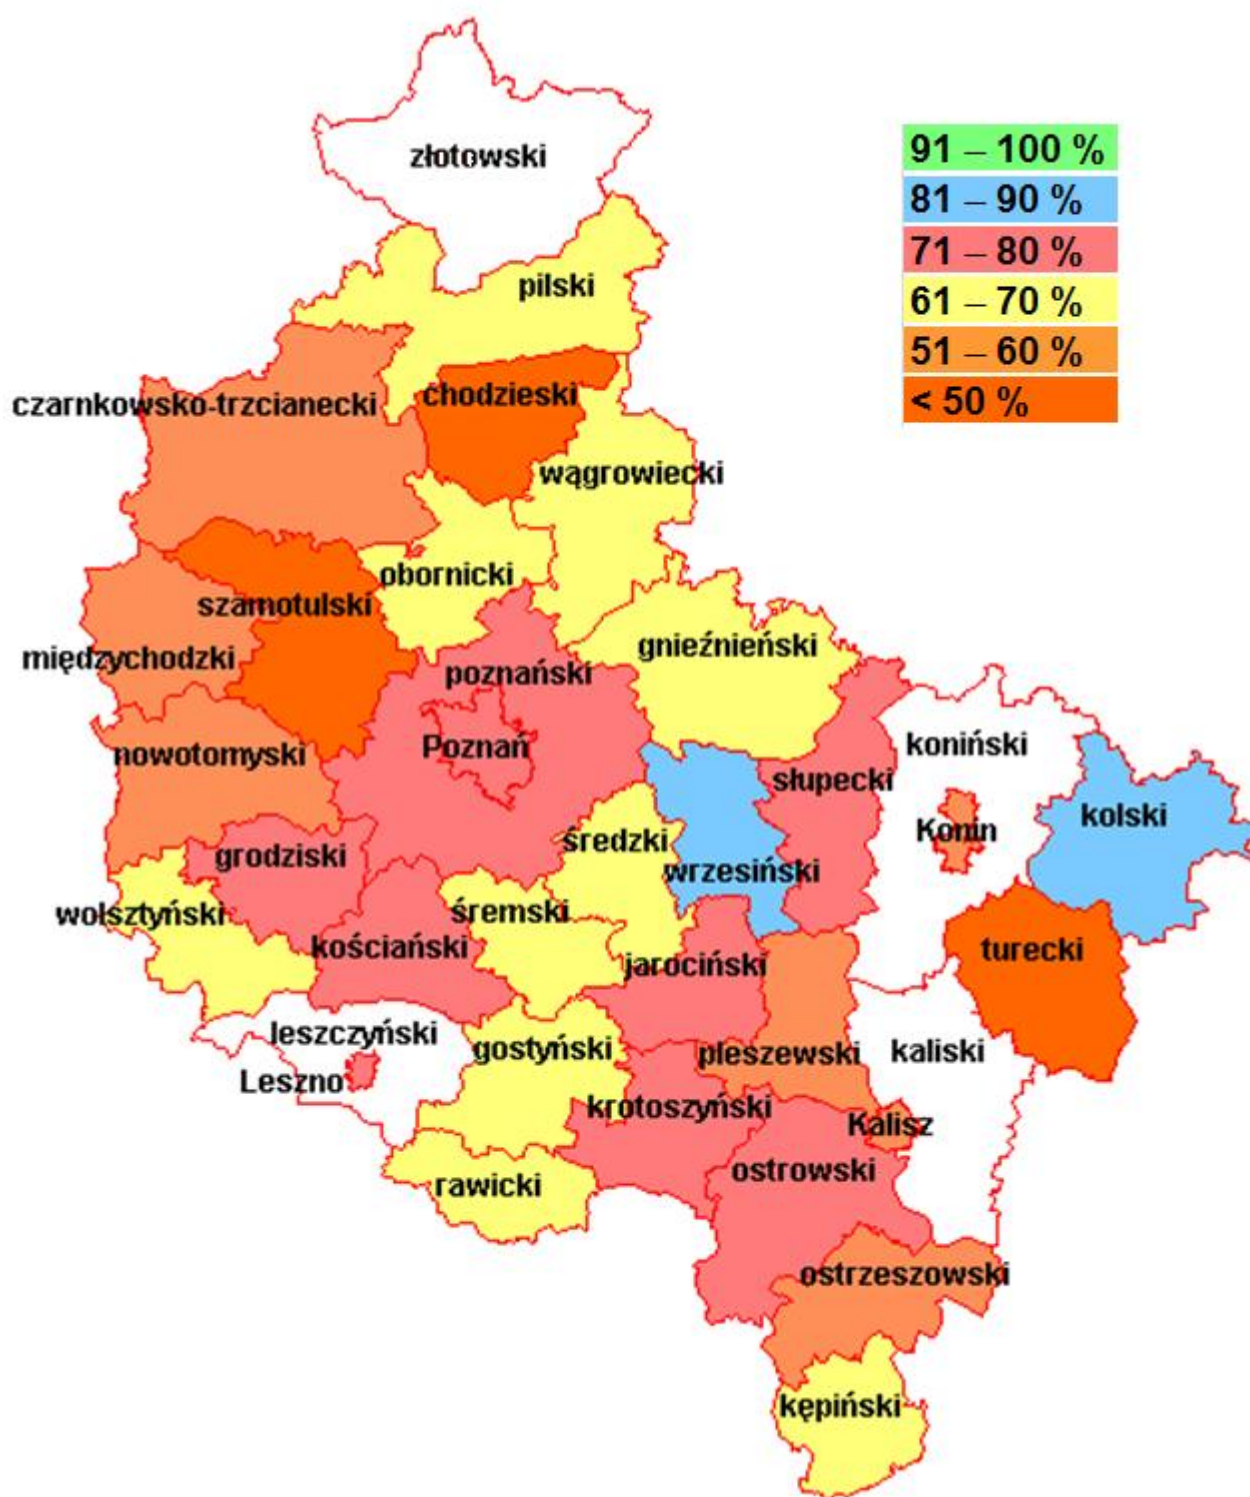 91 – 100 %
81 – 90 %
71 – 80 %
61 – 70 %
51 – 60 %
< 50 %
złotowski
pilski
czarnkowsko-trzcianecki
chodzieski
wągrowiecki
obornicki
szamotulski
międzychodzki
gnieźnieński
poznański
Poznań
nowotomyski
koniński
słupecki
Konin
kolski
średzki
wrzesiński
grodziski
wolsztyński
śremski
kościański
jarociński
turecki
leszczyński
Leszno
gostyński
pleszewski
kaliski
krotoszyński
Kalisz
ostrowski
rawicki
ostrzeszowski
kępiński